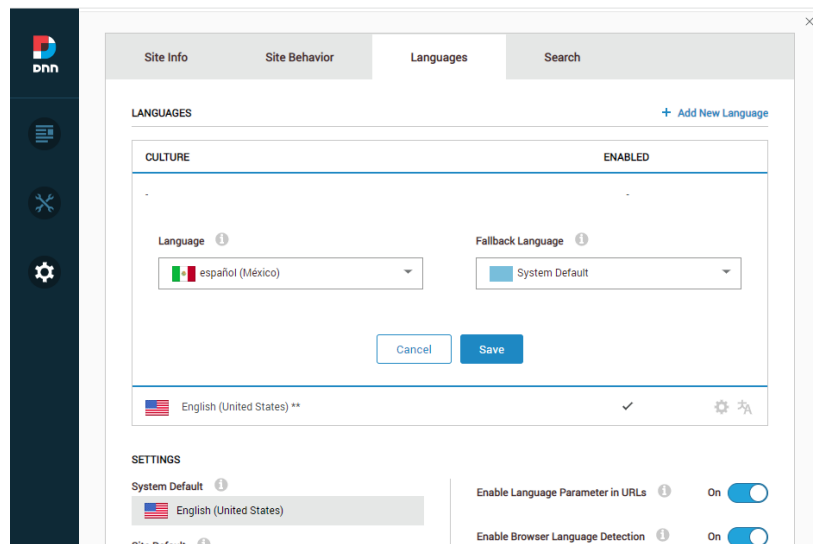 DNN
Site Info Site Behavior Languages Search
LANGUAGES + Add New Language
CULTURE ENABLED
- -
Language Fallback Language
español (México) System Default
Cancel Save
English (United States) **
SETTINGS
System Default
English (United States)
Enable Language Parameter in URLs On
Site Default
Enable Browser Language Detection On